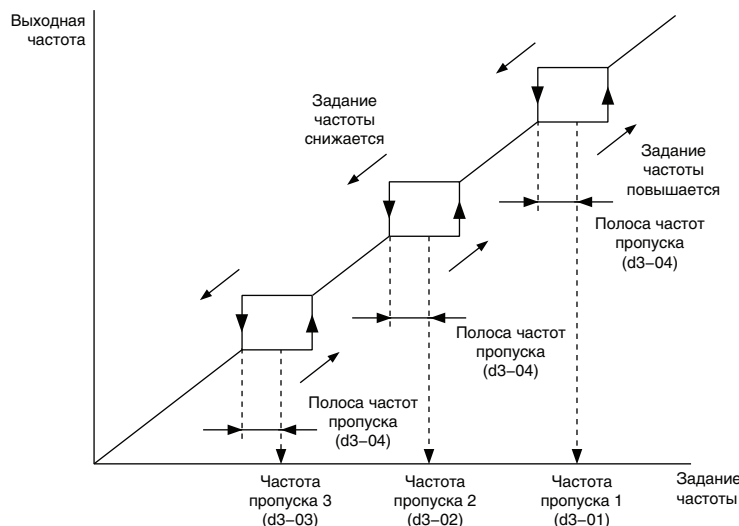 Выходная
частота
Задание
частоты
снижается
Задание
частоты
повышается
Полоса частот
пропуска
(d3–04)
Полоса частот
пропуска
(d3–04)
Полоса частот
пропуска
(d3–04)
Частота
пропуска 3
(d3–03)
Частота
пропуска 2
(d3–02)
Частота
пропуска 1
(d3–01)
Задание
частоты